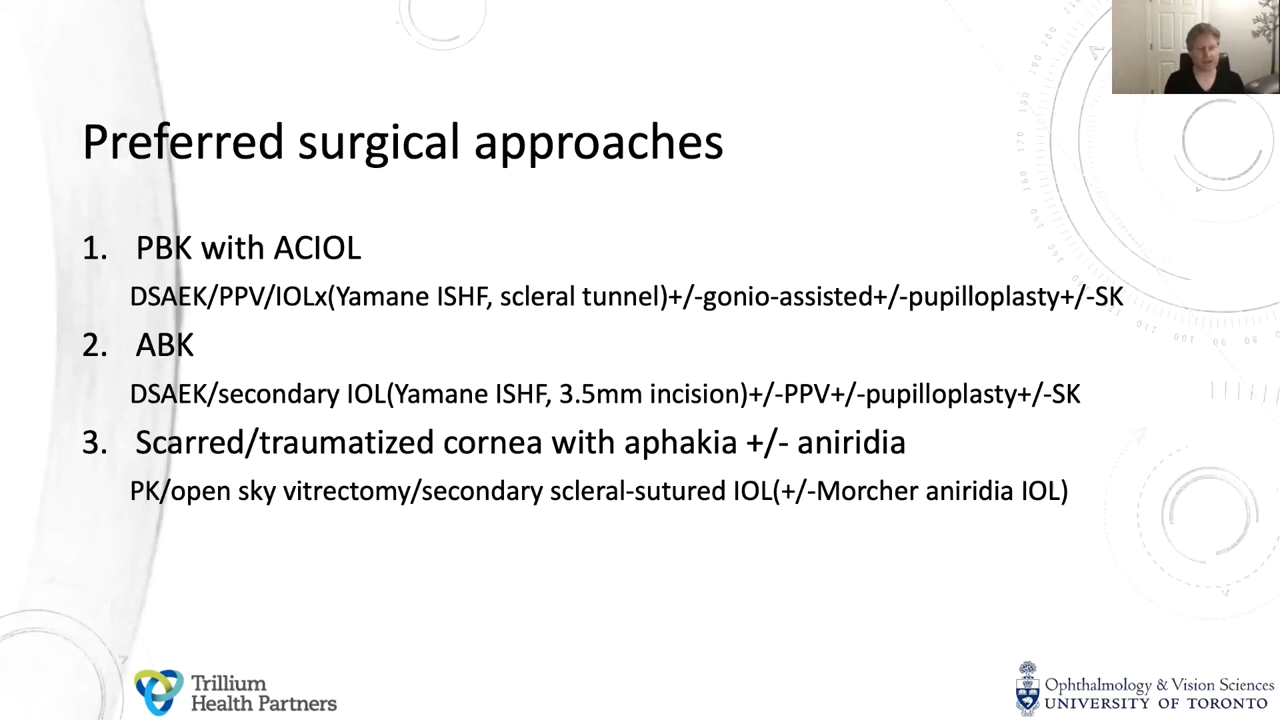 Preferred surgical approaches
1. PBK with ACIOL
DSAEK/PPV/IOLx(Yamane ISHF, scleral tunnel)+/-gonio-assisted+/-pupilloplasty+/-SK
2. ABK
DSAEK/secondary IOL(Yamane ISHF, 3.5mm incision)+/-PPV+/-pupilloplasty+/-SK
3. Scarred/traumatized cornea with aphakia +/- aniridia
PK/open sky vitrectomy/secondary scleral-sutured IOL(+/-Morcher aniridia IOL)
Trillium
Health Partners
Ophthalmology & Vision Sciences
UNIVERSITY OF TORONTO